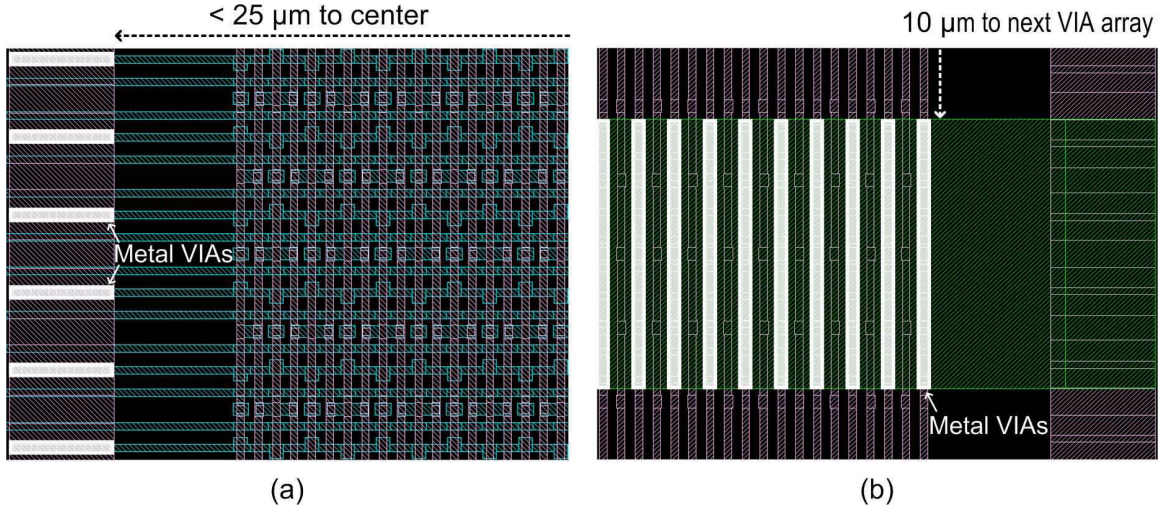 < 25 μm to center
10 μm to next VIA array
Metal VIAs
Metal VIAs
(a)
(b)